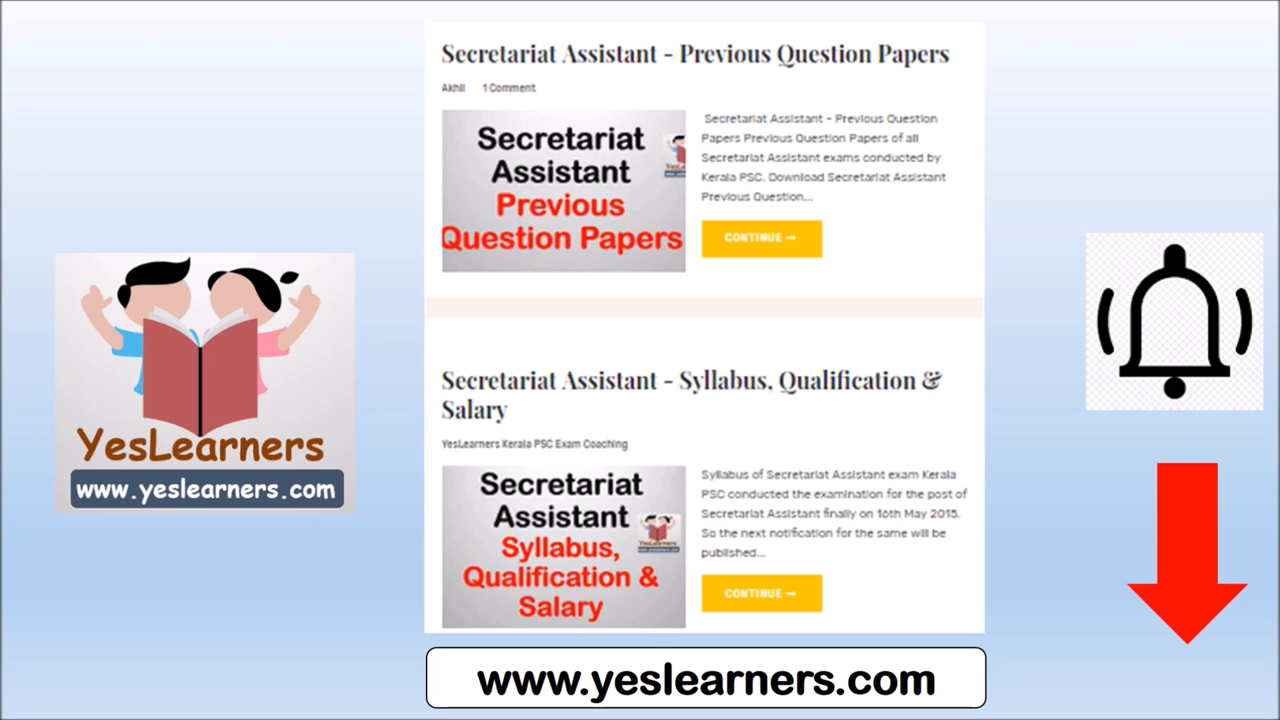 Secretariat Assistant - Previous Question Papers
Akhil 1 Comment
Secretariat
Assistant
Previous
Question Papers
Secretariat Assistant - Previous Question
Papers Previous Question Papers of all
Secretariat Assistant exams conducted by
Kerala PSC. Download Secretariat Assistant
Previous Question...
CONTINUE →
Secretariat Assistant - Syllabus, Qualification &
Salary
YesLearners Kerala PSC Exam Coaching
Secretariat
Assistant
Syllabus,
Qualification &
Salary
Syllabus of Secretariat Assistant exam Kerala
PSC conducted the examination for the post of
Secretariat Assistant finally on 16th May 2015.
So the next notification for the same will be
published...
CONTINUE →
YesLearners
www.yeslearners.com
www.yeslearners.com